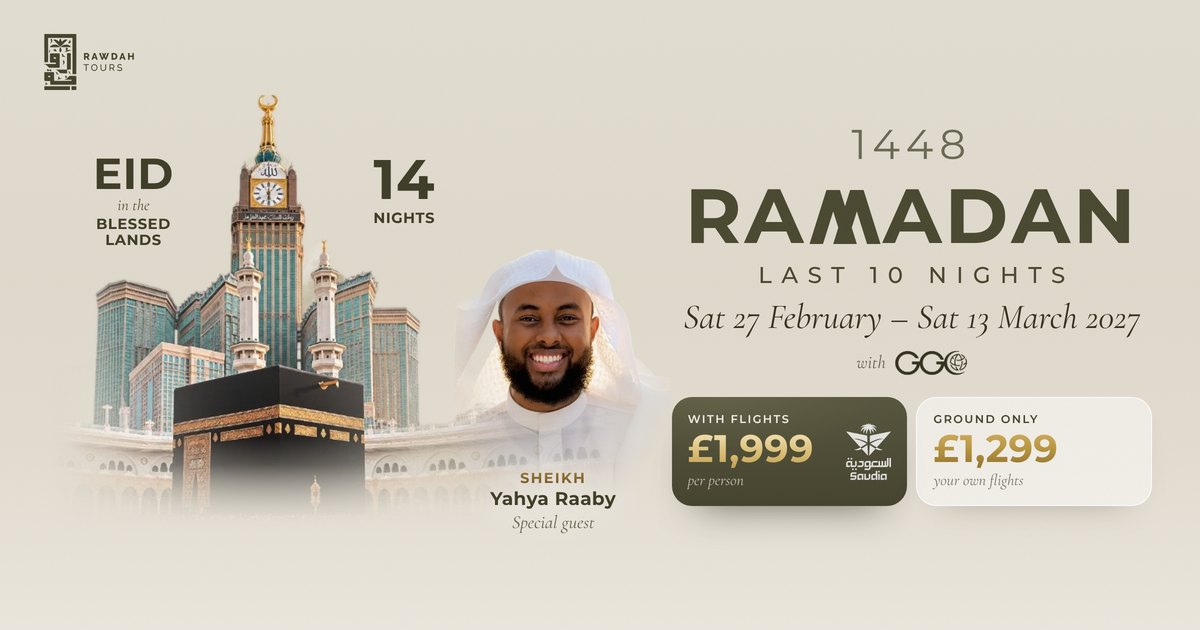 RAWDAH
TOURS
EID
in the
BLESSED
LANDS
14
NIGHTS
الله
SHEIKH
Yahya Raaby
Special guest
1448
RAMADAN
LAST 10 NIGHTS
Sat 27 February – Sat 13 March 2027
with GGC
WITH FLIGHTS
£1,999
per person
السعودية
Saudia
GROUND ONLY
£1,299
your own flights